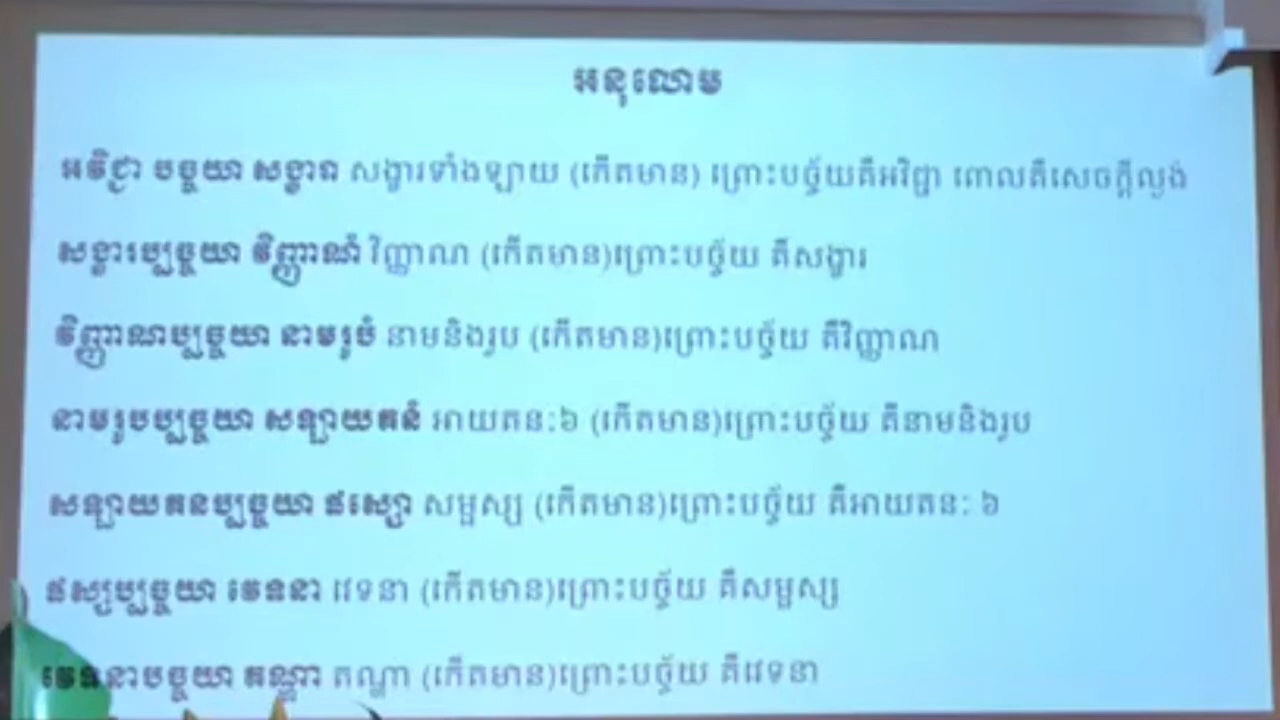 អនុលោម
អវិជ្ជា បច្ចយា សង្ខារា សង្ខារទាំងឡាយ (កើតមាន) ព្រោះបច្ច័យគឺអវិជ្ជា ពោលគឺសេចក្ដីល្ងង់
សង្ខារប្បច្ចយា វិញ្ញាណំ វិញ្ញាណ (កើតមាន)ព្រោះបច្ច័យ គឺសង្ខារ
វិញ្ញាណប្បច្ចយា នាមរូបំ នាមនិងរូប (កើតមាន)ព្រោះបច្ច័យ គឺវិញ្ញាណ
នាមរូបប្បច្ចយា សឡាយតនំ អាយតនៈ៦ (កើតមាន)ព្រោះបច្ច័យ គឺនាមនិងរូប
សឡាយតនប្បច្ចយា ផស្សោ សម្ផស្ស (កើតមាន)ព្រោះបច្ច័យ គឺអាយតនៈ ៦
ផស្សប្បច្ចយា វេទនា វេទនា (កើតមាន)ព្រោះបច្ច័យ គឺសម្ផស្ស
វេទនាបច្ចយា តណ្ហា តណ្ហា (កើតមាន)ព្រោះបច្ច័យ គឺវេទនា